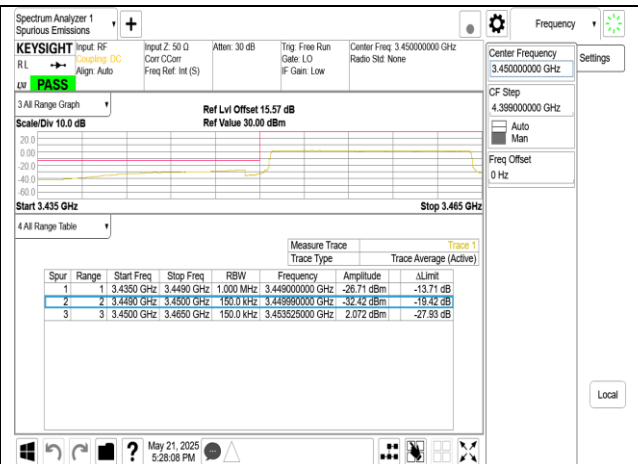 Spectrum Analyzer 1
Spurious Emissions
Frequency
KEYSIGHT Input: RF Input Z: 50 Ω Atten: 30 dB Trig: Free Run Center Freq: 3.450000000 GHz
RL Coupling: DC Corr CCorr Gate: LO Radio Std: None
Align: Auto Freq Ref: Int (S) IF Gain: Low
LXI PASS
Center Frequency
3.450000000 GHz
Settings
CF Step
4.399000000 GHz
Auto
Man
Freq Offset
0 Hz
3 All Range Graph
Ref Lvl Offset 15.57 dB
Scale/Div 10.0 dB Ref Value 30.00 dBm
20.0
0.00
-20.0
-40.0
-60.0
Start 3.435 GHz Stop 3.465 GHz
4 All Range Table
Measure Trace Trace 1
Trace Type Trace Average (Active)
Spur Range Start Freq Stop Freq RBW Frequency Amplitude ΔLimit
1 1 3.4350 GHz 3.4490 GHz 1.000 MHz 3.449000000 GHz -26.71 dBm -13.71 dB
2 2 3.4490 GHz 3.4500 GHz 150.0 kHz 3.449990000 GHz -32.42 dBm -19.42 dB
3 3 3.4500 GHz 3.4650 GHz 150.0 kHz 3.453525000 GHz 2.072 dBm -27.93 dB
Local
May 21, 2025
5:28:08 PM